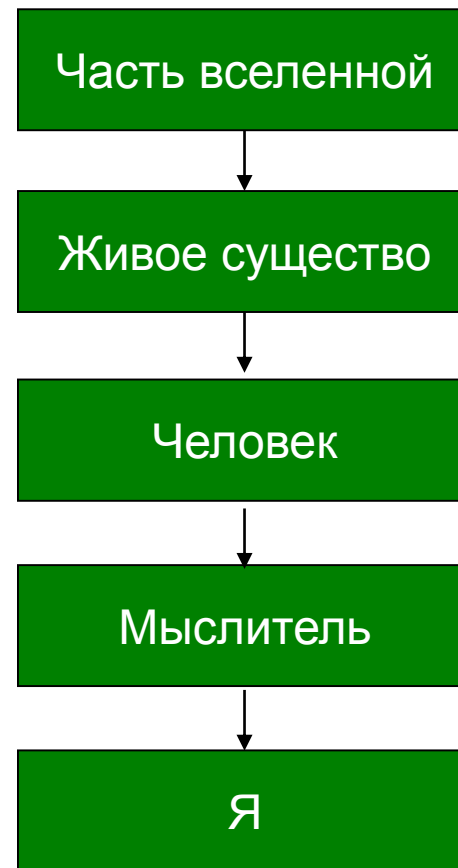 Часть вселенной
Живое существо
Человек
Мыслитель
Я